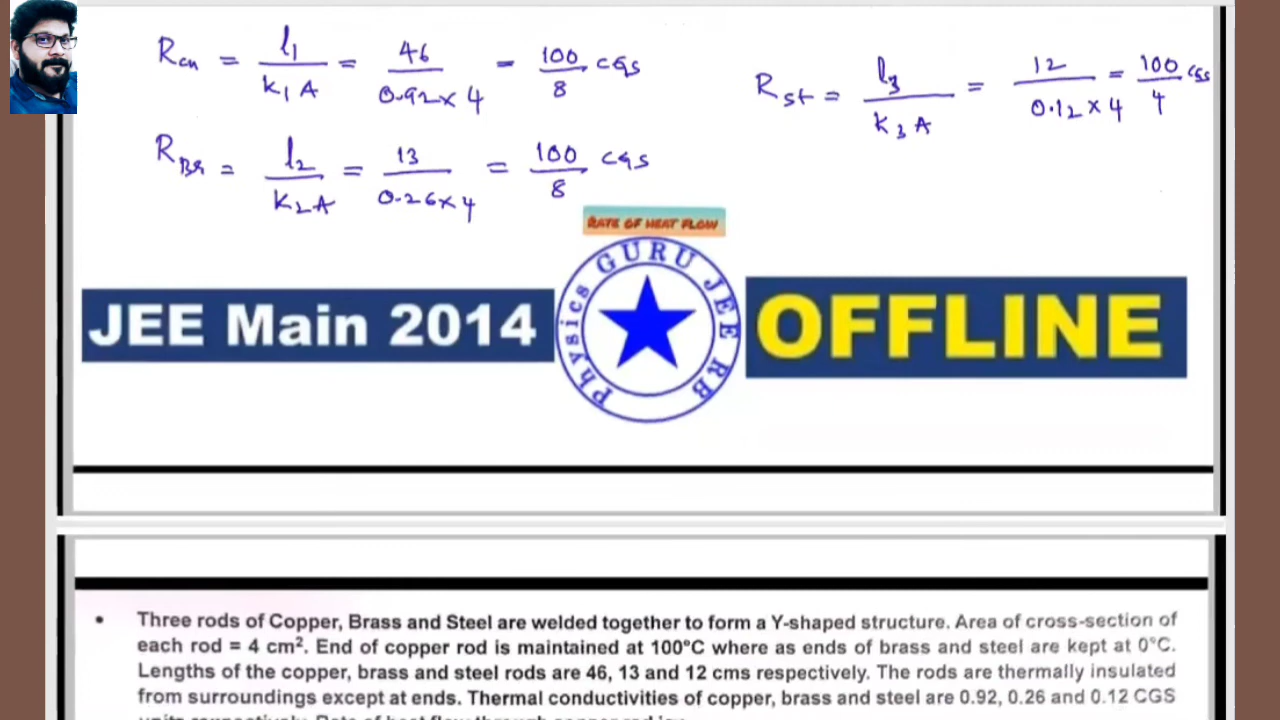 Rcu = l1/K1A = 46/0.92×4 = 100/8 cgs
RBr = l2/K2A = 13/0.26×4 = 100/8 cgs
Rst = l3/K3A = 12/0.12×4 = 100/4 cgs
RATE OF HEAT FLOW
JEE Main 2014
Physics GURU JEE RB
OFFLINE
• Three rods of Copper, Brass and Steel are welded together to form a Y-shaped structure. Area of cross-section of
each rod = 4 cm². End of copper rod is maintained at 100°C where as ends of brass and steel are kept at 0°C.
Lengths of the copper, brass and steel rods are 46, 13 and 12 cms respectively. The rods are thermally insulated
from surroundings except at ends. Thermal conductivities of copper, brass and steel are 0.92, 0.26 and 0.12 CGS